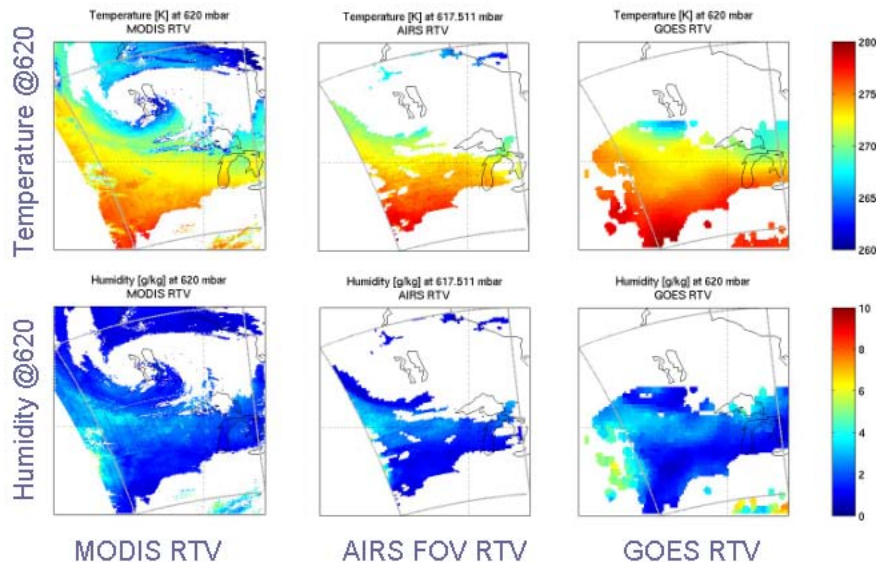 Temperature @620
Temperature [K] at 620 mbar
MODIS RTV
Temperature [K] at 617.511 mbar
AIRS RTV
Temperature [K] at 620 mbar
GOES RTV
280
275
270
265
260
Humidity @620
Humidity [g/kg] at 620 mbar
MODIS RTV
Humidity [g/kg] at 617.511 mbar
AIRS RTV
Humidity [g/kg] at 620 mbar
GOES RTV
10
8
6
4
2
0
MODIS RTV
AIRS FOV RTV
GOES RTV